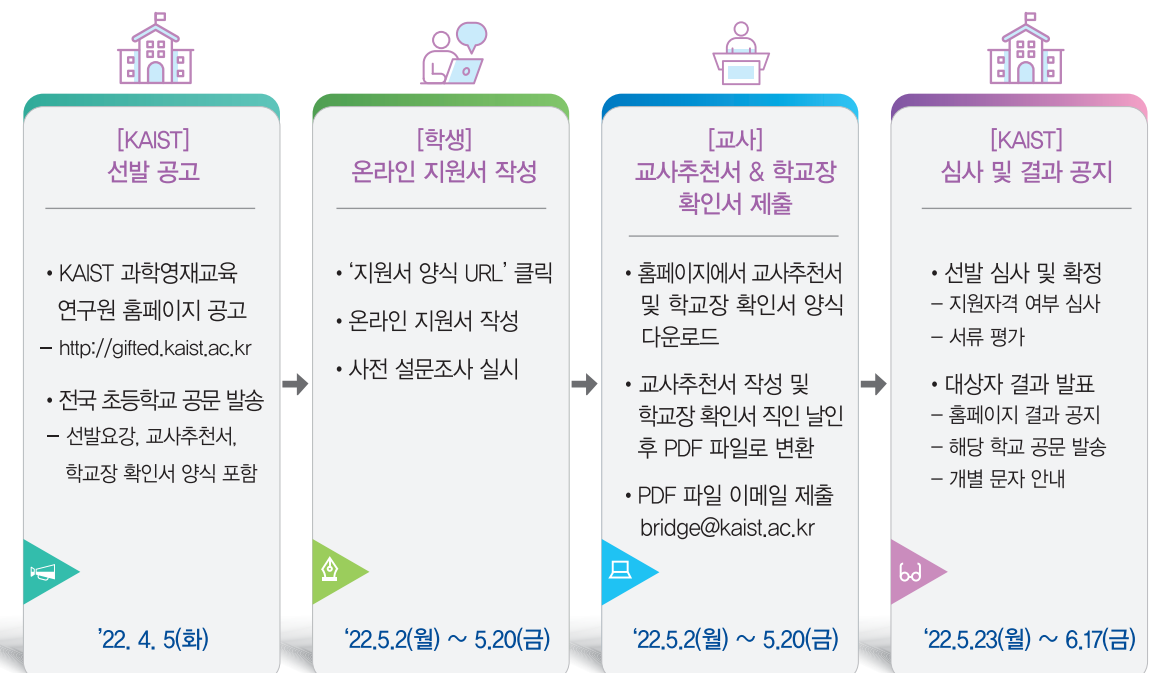 [KAIST]
선발 공고
• KAIST 과학영재교육
연구원 홈페이지 공고
– http://gifted.kaist.ac.kr
• 전국 초등학교 공문 발송
– 선발요강, 교사추천서,
학교장 확인서 양식 포함
’22. 4. 5(화)
[학생]
온라인 지원서 작성
• ‘지원서 양식 URL’ 클릭
• 온라인 지원서 작성
• 사전 설문조사 실시
‘22.5.2(월) ~ 5.20(금)
[교사]
교사추천서 & 학교장
확인서 제출
• 홈페이지에서 교사추천서
및 학교장 확인서 양식
다운로드
• 교사추천서 작성 및
학교장 확인서 직인 날인
후 PDF 파일로 변환
• PDF 파일 이메일 제출
bridge@kaist.ac.kr
‘22.5.2(월) ~ 5.20(금)
[KAIST]
심사 및 결과 공지
• 선발 심사 및 확정
– 지원자격 여부 심사
– 서류 평가
• 대상자 결과 발표
– 홈페이지 결과 공지
– 해당 학교 공문 발송
– 개별 문자 안내
‘22.5.23(월) ~ 6.17(금)